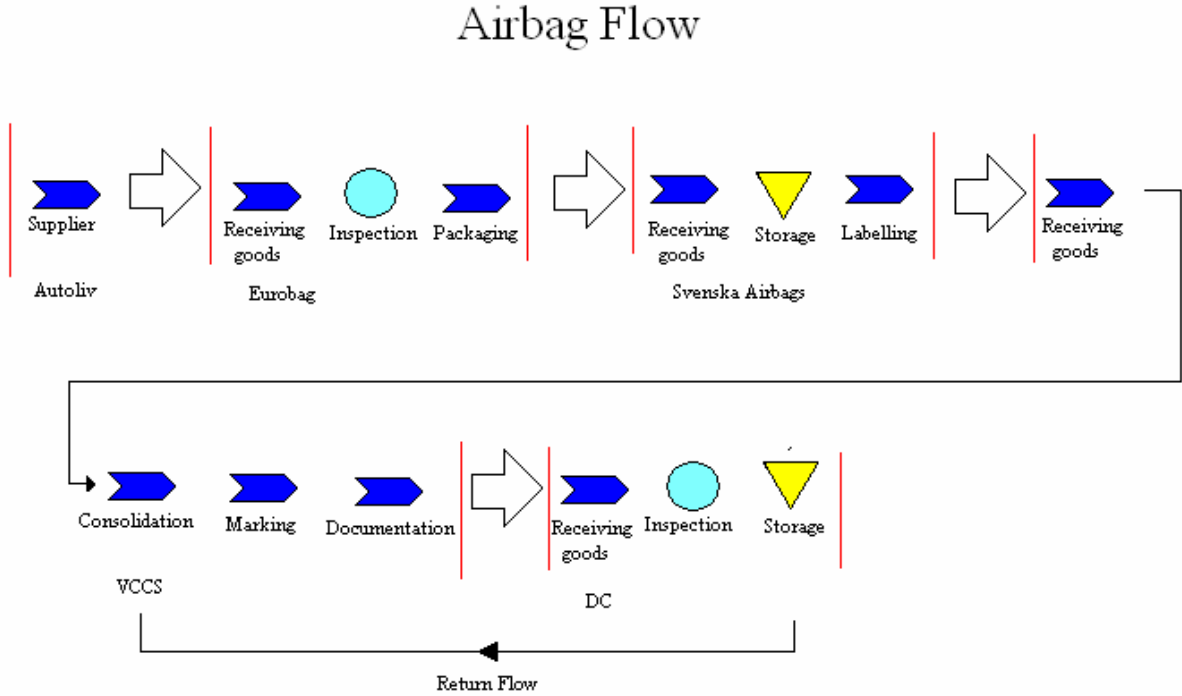 Airbag Flow
Supplier
Receiving
goods
Inspection
Packaging
Receiving
goods
Storage
Labelling
Receiving
goods
Autoliv
Eurobag
Svenska Airbags
Consolidation
Marking
Documentation
Receiving
goods
Inspection
Storage
VCCS
DC
Return Flow